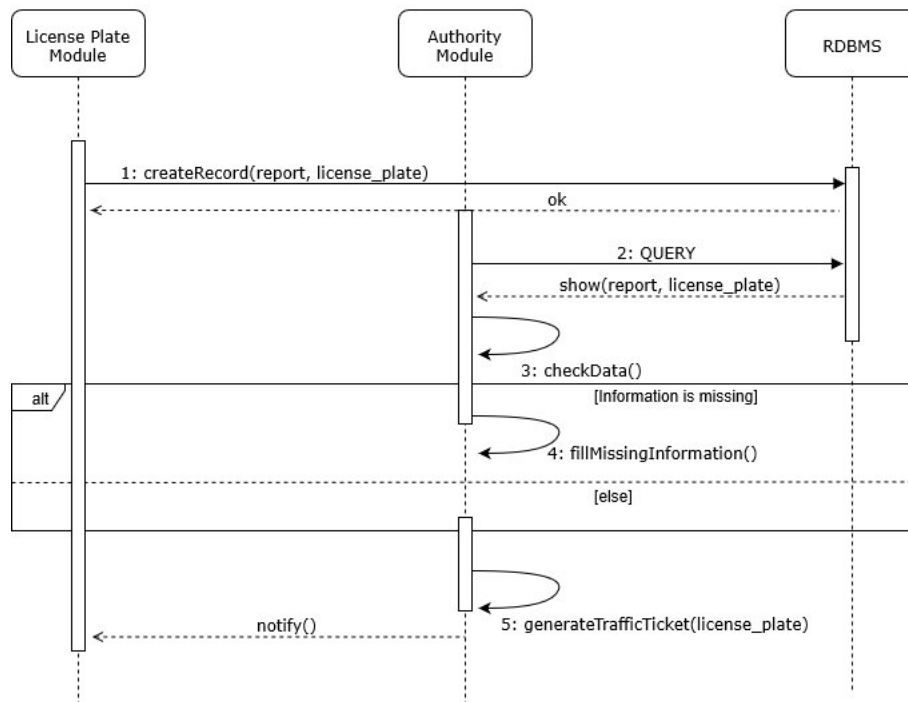 License Plate
Module
Authority
Module
RDBMS
1: createRecord(report, license_plate)
ok
2: QUERY
show(report, license_plate)
3: checkData()
alt
[Information is missing]
4: fillMissingInformation()
[else]
5: generateTrafficTicket(license_plate)
notify()